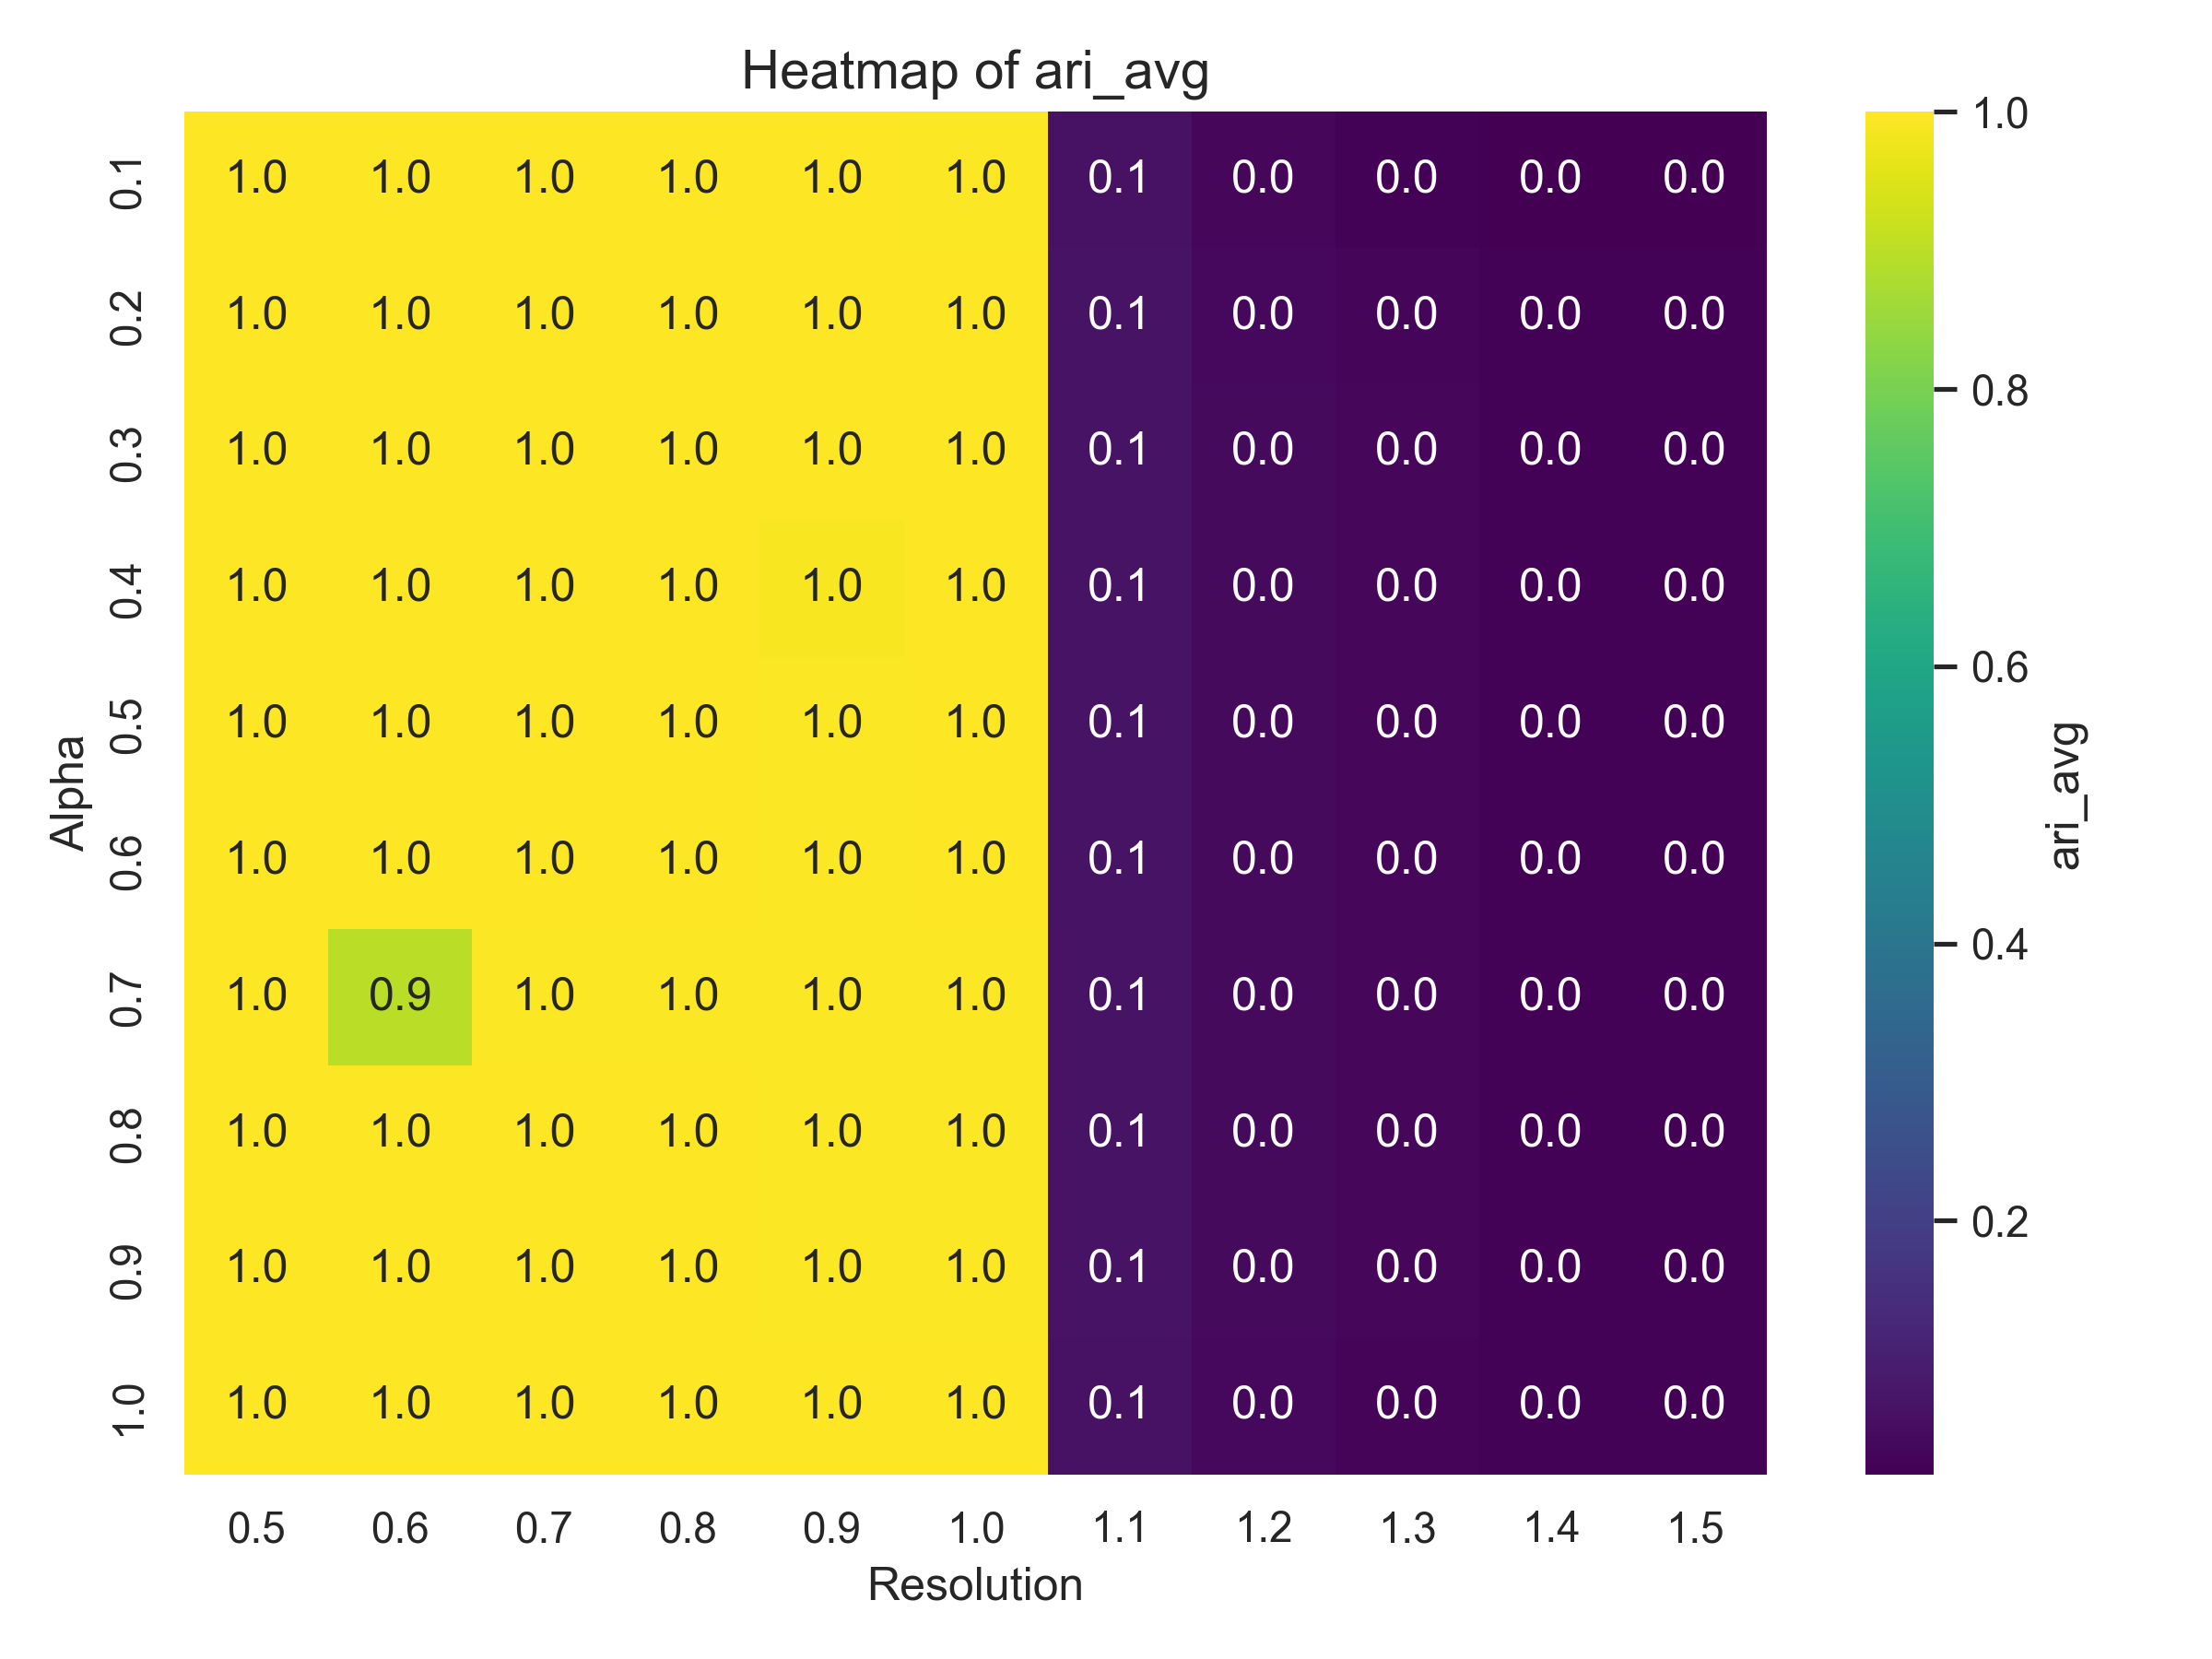 Heatmap of ari_avg
0.1 1.0 1.0 1.0 1.0 1.0 1.0 0.1 0.0 0.0 0.0 0.0
0.2 1.0 1.0 1.0 1.0 1.0 1.0 0.1 0.0 0.0 0.0 0.0
0.3 1.0 1.0 1.0 1.0 1.0 1.0 0.1 0.0 0.0 0.0 0.0
0.4 1.0 1.0 1.0 1.0 1.0 1.0 0.1 0.0 0.0 0.0 0.0
0.5 1.0 1.0 1.0 1.0 1.0 1.0 0.1 0.0 0.0 0.0 0.0
0.6 1.0 1.0 1.0 1.0 1.0 1.0 0.1 0.0 0.0 0.0 0.0
0.7 1.0 0.9 1.0 1.0 1.0 1.0 0.1 0.0 0.0 0.0 0.0
0.8 1.0 1.0 1.0 1.0 1.0 1.0 0.1 0.0 0.0 0.0 0.0
0.9 1.0 1.0 1.0 1.0 1.0 1.0 0.1 0.0 0.0 0.0 0.0
1.0 1.0 1.0 1.0 1.0 1.0 1.0 0.1 0.0 0.0 0.0 0.0
Alpha
0.5 0.6 0.7 0.8 0.9 1.0 1.1 1.2 1.3 1.4 1.5
Resolution
1.0
0.8
0.6
0.4
0.2
ari_avg